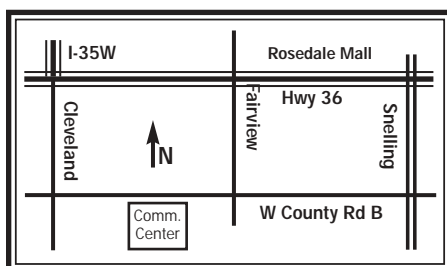 I-35W
Rosedale Mall
Hwy 36
Cleveland
Fairview
Snelling
N
W County Rd B
Comm.
Center